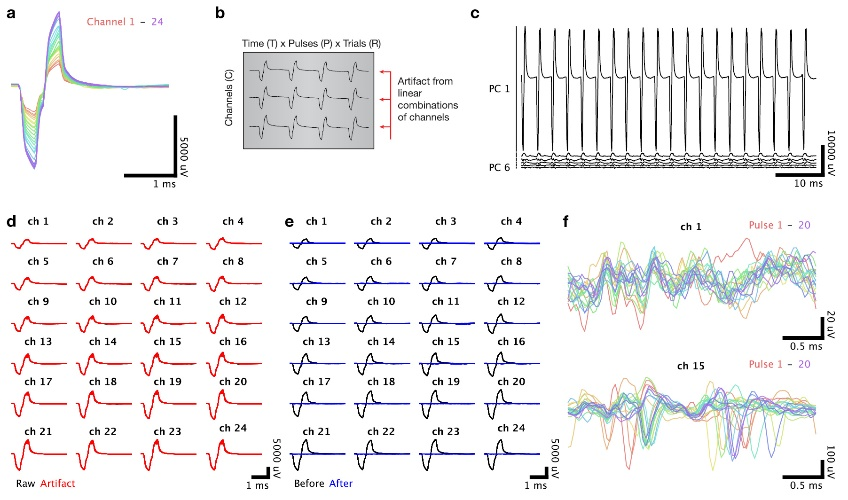 a
Channel 1 - 24
5000 uV
1 ms
b
Time (T) x Pulses (P) x Trials (R)
Channels (C)
Artifact from
linear
combinations
of channels
c
PC 1
PC 6
10000 uV
10 ms
d
ch 1 ch 2 ch 3 ch 4
ch 5 ch 6 ch 7 ch 8
ch 9 ch 10 ch 11 ch 12
ch 13 ch 14 ch 15 ch 16
ch 17 ch 18 ch 19 ch 20
ch 21 ch 22 ch 23 ch 24
Raw Artifact
5000 uV
1 ms
e
ch 1 ch 2 ch 3 ch 4
ch 5 ch 6 ch 7 ch 8
ch 9 ch 10 ch 11 ch 12
ch 13 ch 14 ch 15 ch 16
ch 17 ch 18 ch 19 ch 20
ch 21 ch 22 ch 23 ch 24
Before After
5000 uV
1 ms
f
ch 1
Pulse 1 - 20
20 uV
0.5 ms
ch 15
Pulse 1 - 20
100 uV
0.5 ms